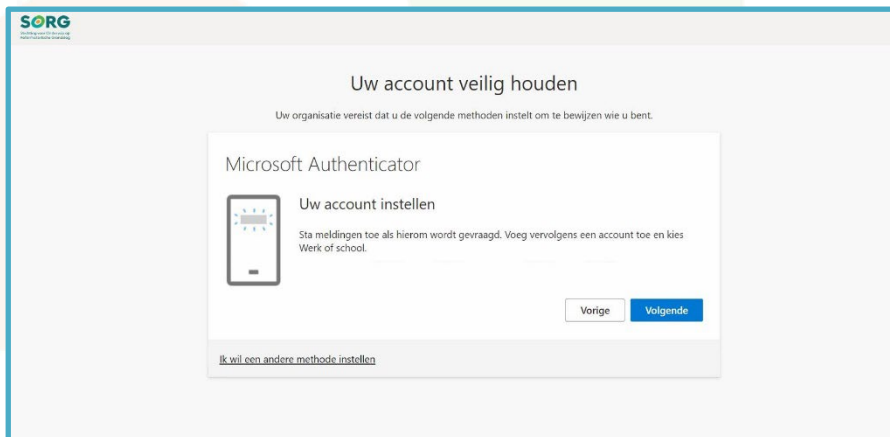 SORG
Uw account veilig houden
Uw organisatie vereist dat u de volgende methoden instelt om te bewijzen wie u bent.
Microsoft Authenticator
Uw account instellen
Sta meldingen toe als hierom wordt gevraagd. Voeg vervolgens een account toe en kies
Werk of school.
Vorige
Volgende
Ik wil een andere methode instellen